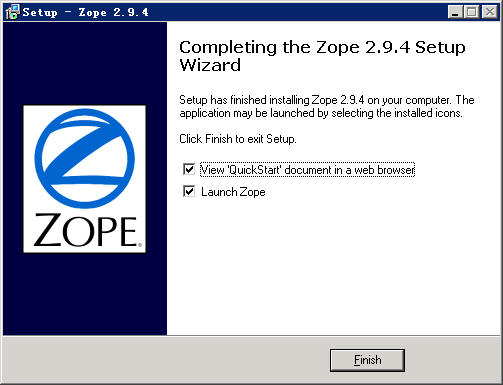 Setup - Zope 2.9.4
Completing the Zope 2.9.4 Setup
Wizard
Setup has finished installing Zope 2.9.4 on your computer. The
application may be launched by selecting the installed icons.
Click Finish to exit Setup.
View 'QuickStart' document in a web browser
Launch Zope
ZOPE®
Finish